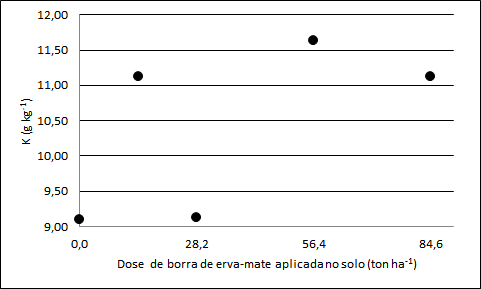 12,00
11,50
11,00
10,50
10,00
9,50
9,00
K (g kg⁻¹)
0,0 28,2 56,4 84,6
Dose de borra de erva-mate aplicada no solo (ton ha⁻¹)